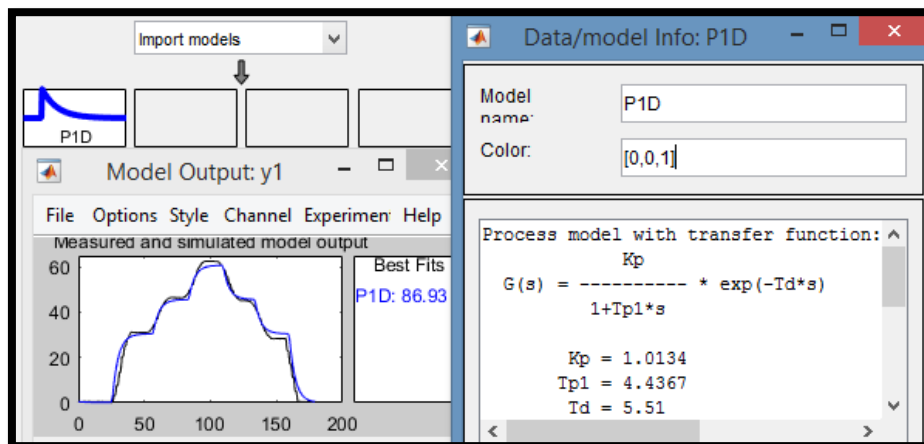 Import models
P1D
Model Output: y1
File Options Style Channel Experimen Help
Measured and simulated model output
60
40
20
0
0 50 100 150 200
Best Fits
P1D: 86.93
Data/model Info: P1D
Model
name:
P1D
Color:
[0,0,1]
Process model with transfer function:
Kp
G(s) = ---------- * exp(-Td*s)
1+Tp1*s
Kp = 1.0134
Tp1 = 4.4367
Td = 5.51